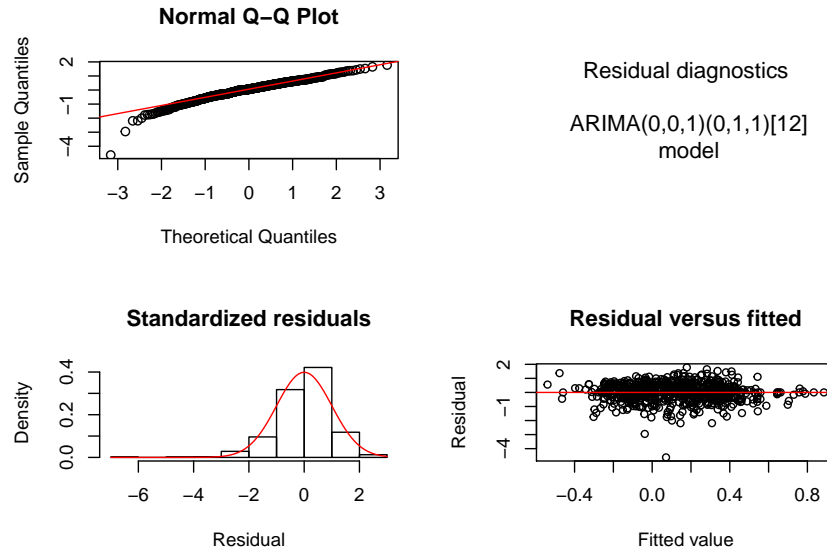 Normal Q−Q Plot
Sample Quantiles
2
−1
−4
−3 −2 −1 0 1 2 3
Theoretical Quantiles
Residual diagnostics
ARIMA(0,0,1)(0,1,1)[12]
model
Standardized residuals
Density
0.4
0.2
0.0
−6 −4 −2 0 2
Residual
Residual versus fitted
Residual
2
−1
−4
−0.4 0.0 0.4 0.8
Fitted value